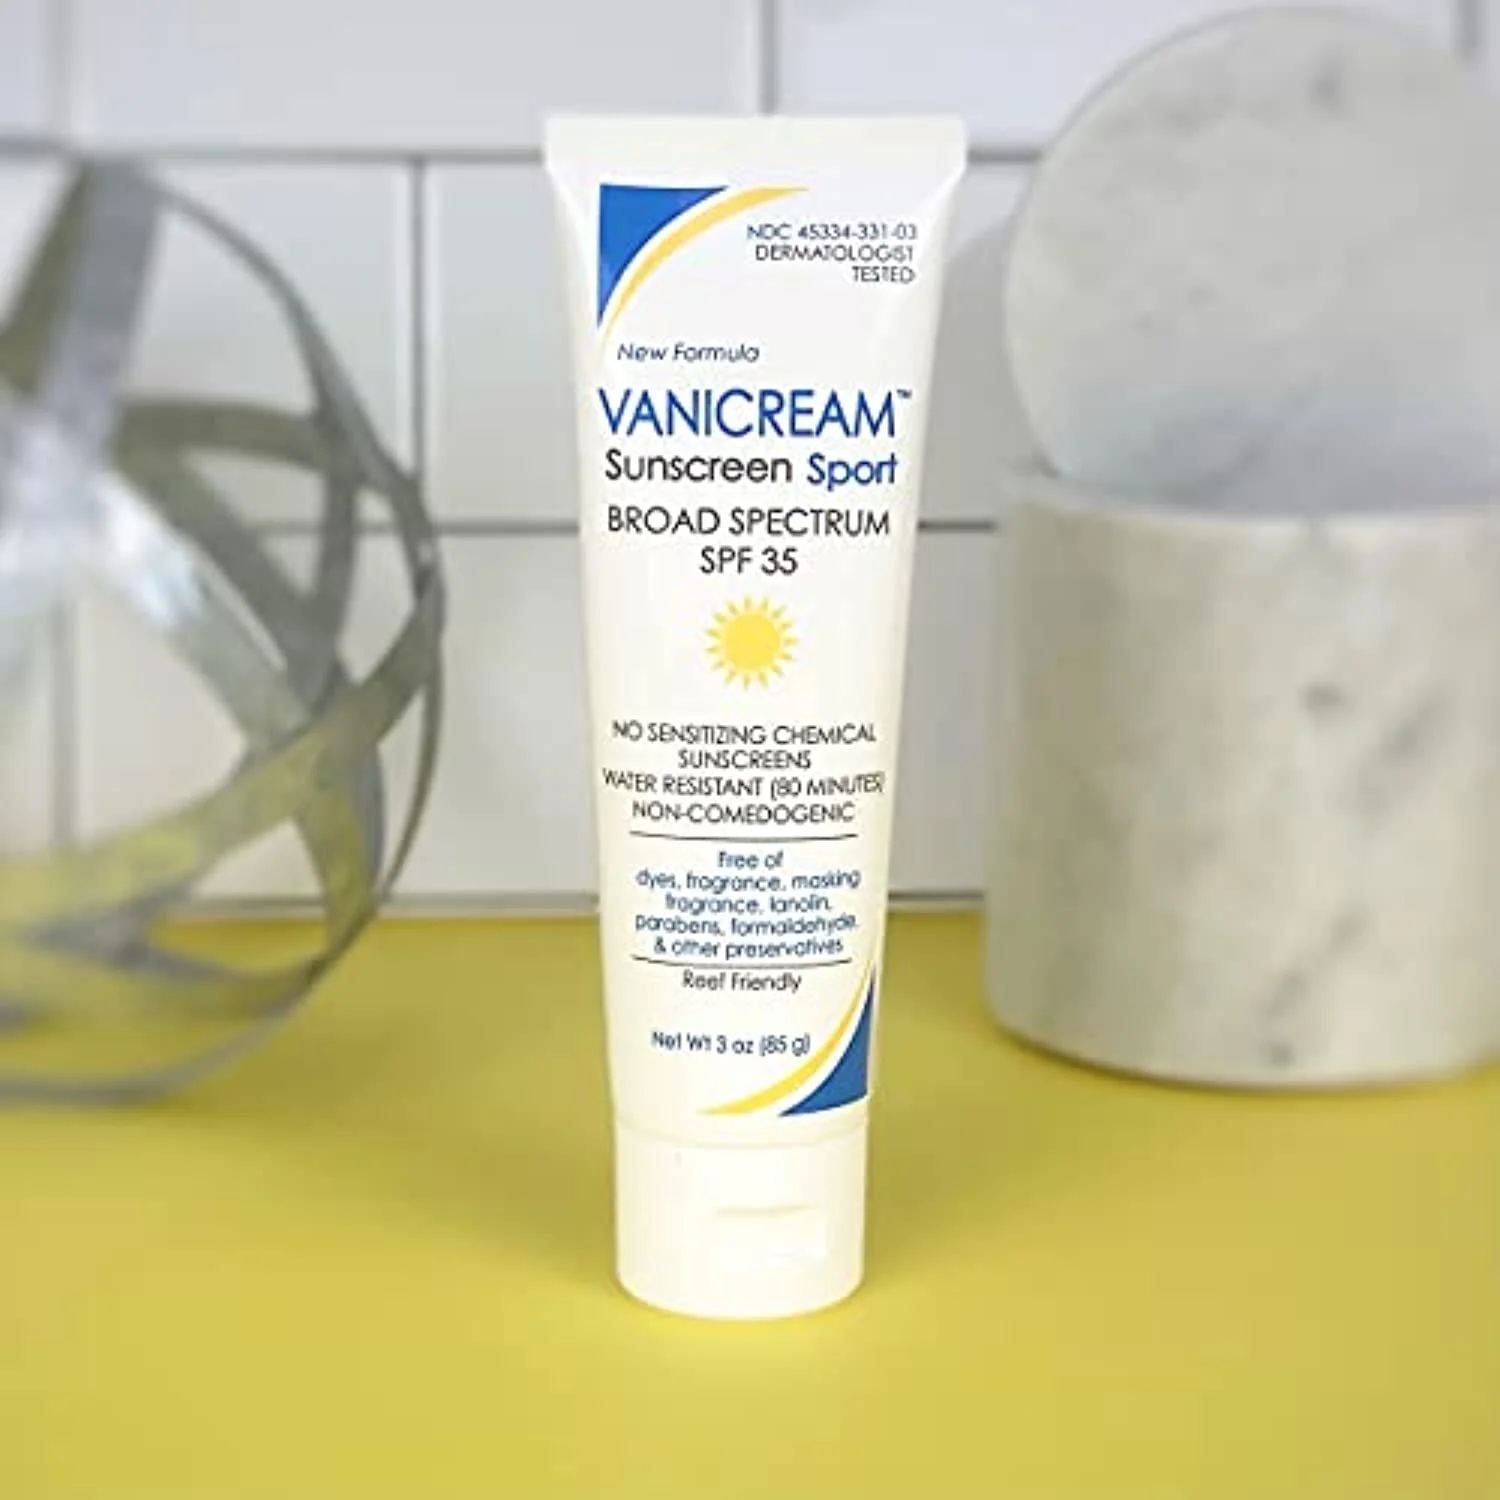 NDC 45334-331-03
DERMATOLOGIST
TESTED
New Formula
VANICREAM™
Sunscreen Sport
BROAD SPECTRUM
SPF 35
NO SENSITIZING CHEMICAL
SUNSCREENS
WATER RESISTANT (80 MINUTES)
NON-COMEDOGENIC
Free of
dyes, fragrance, masking
fragrance, lanolin,
parabens, formaldehyde,
& other preservatives
Reef Friendly
Net Wt 3 oz (85 g)